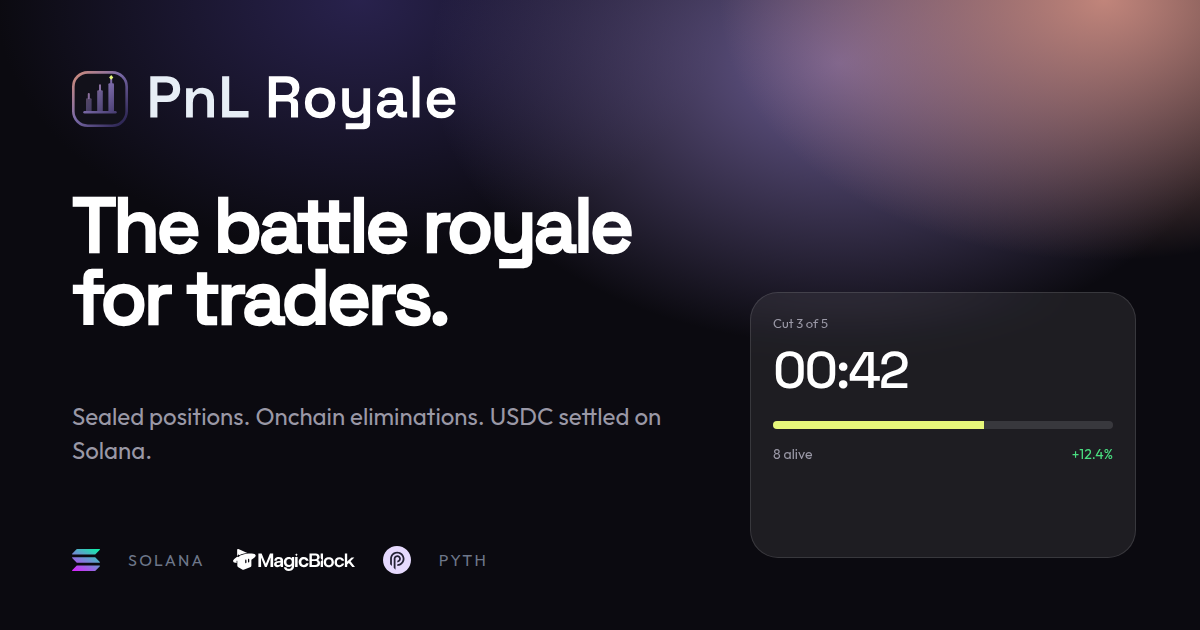 PnL Royale
The battle royale
for traders.
Sealed positions. Onchain eliminations. USDC settled on
Solana.
Cut 3 of 5
00:42
8 alive
+12.4%
SOLANA
MagicBlock
PYTH